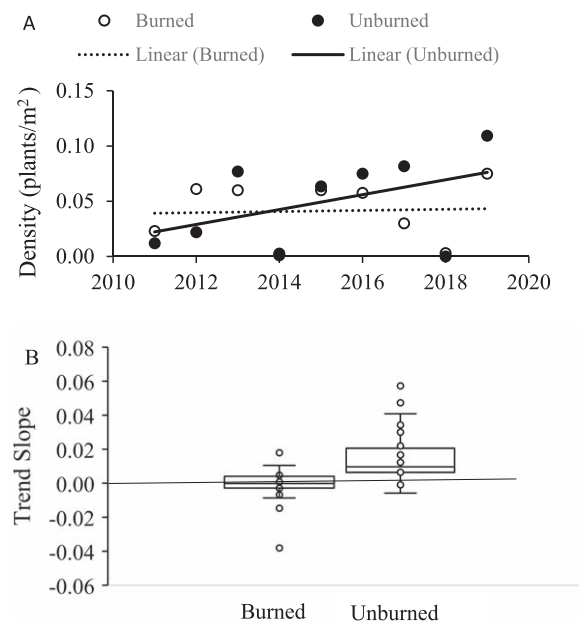 A
Burned
Unburned
Linear (Burned)
Linear (Unburned)
Density (plants/m²)
0.15
0.10
0.05
0.00
2010
2012
2014
2016
2018
2020
B
Trend Slope
0.08
0.06
0.04
0.02
0.00
-0.02
-0.04
-0.06
Burned
Unburned